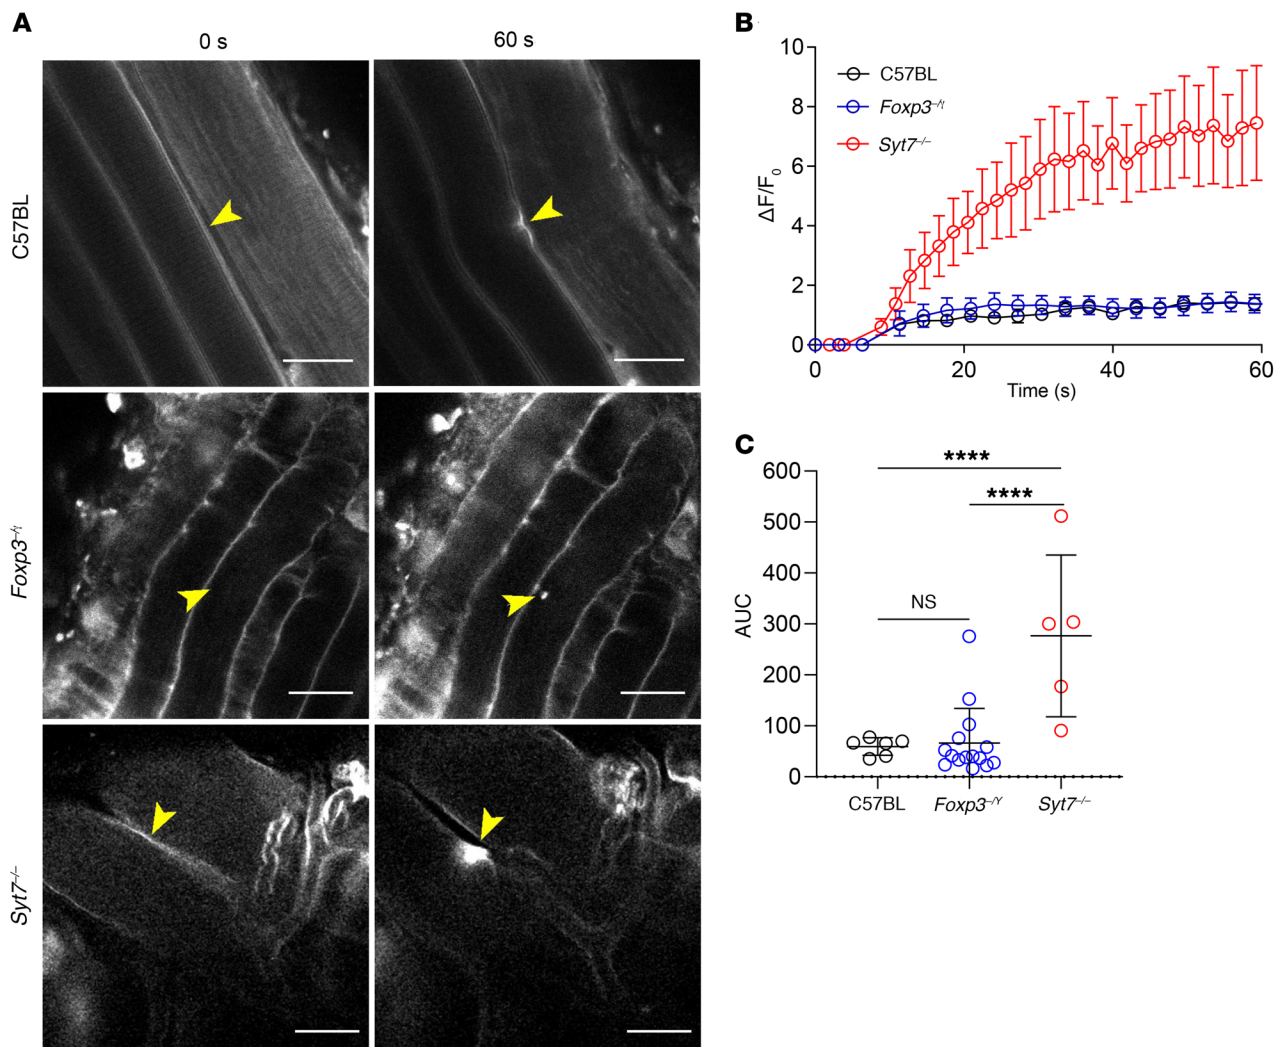 A
0 s
60 s
C57BL
Foxp3–/Y
Syt7–/–
B
10
8
6
4
2
0
ΔF/F0
C57BL
Foxp3–/Y
Syt7–/–
0
20
40
60
Time (s)
C
600
500
400
300
200
100
0
AUC
****
****
NS
C57BL
Foxp3–/Y
Syt7–/–